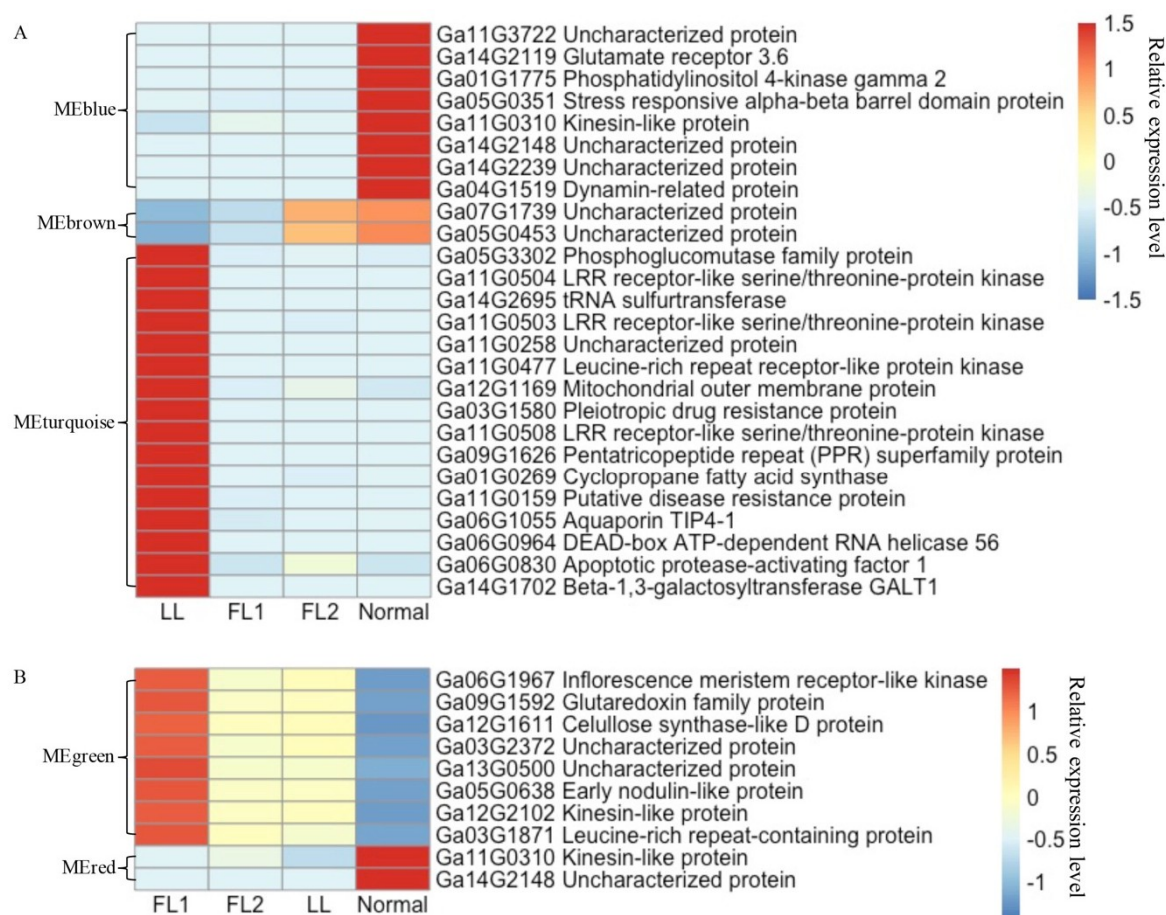 A
MEblue
Ga11G3722 Uncharacterized protein
Ga14G2119 Glutamate receptor 3.6
Ga01G1775 Phosphatidylinositol 4-kinase gamma 2
Ga05G0351 Stress responsive alpha-beta barrel domain protein
Ga11G0310 Kinesin-like protein
Ga14G2148 Uncharacterized protein
Ga14G2239 Uncharacterized protein
Ga04G1519 Dynamin-related protein
MEbrown
Ga07G1739 Uncharacterized protein
Ga05G0453 Uncharacterized protein
MEturquoise
Ga05G3302 Phosphoglucomutase family protein
Ga11G0504 LRR receptor-like serine/threonine-protein kinase
Ga14G2695 tRNA sulfurtransferase
Ga11G0503 LRR receptor-like serine/threonine-protein kinase
Ga11G0258 Uncharacterized protein
Ga11G0477 Leucine-rich repeat receptor-like protein kinase
Ga12G1169 Mitochondrial outer membrane protein
Ga03G1580 Pleiotropic drug resistance protein
Ga11G0508 LRR receptor-like serine/threonine-protein kinase
Ga09G1626 Pentatricopeptide repeat (PPR) superfamily protein
Ga01G0269 Cyclopropane fatty acid synthase
Ga11G0159 Putative disease resistance protein
Ga06G1055 Aquaporin TIP4-1
Ga06G0964 DEAD-box ATP-dependent RNA helicase 56
Ga06G0830 Apoptotic protease-activating factor 1
Ga14G1702 Beta-1,3-galactosyltransferase GALT1
LL FL1 FL2 Normal
1.5
1
0.5
0
-0.5
-1
-1.5
Relative expression level
B
MEgreen
Ga06G1967 Inflorescence meristem receptor-like kinase
Ga09G1592 Glutaredoxin family protein
Ga12G1611 Celullose synthase-like D protein
Ga03G2372 Uncharacterized protein
Ga13G0500 Uncharacterized protein
Ga05G0638 Early nodulin-like protein
Ga12G2102 Kinesin-like protein
Ga03G1871 Leucine-rich repeat-containing protein
MEred
Ga11G0310 Kinesin-like protein
Ga14G2148 Uncharacterized protein
FL1 FL2 LL Normal
1
0.5
0
-0.5
-1
Relative expression level